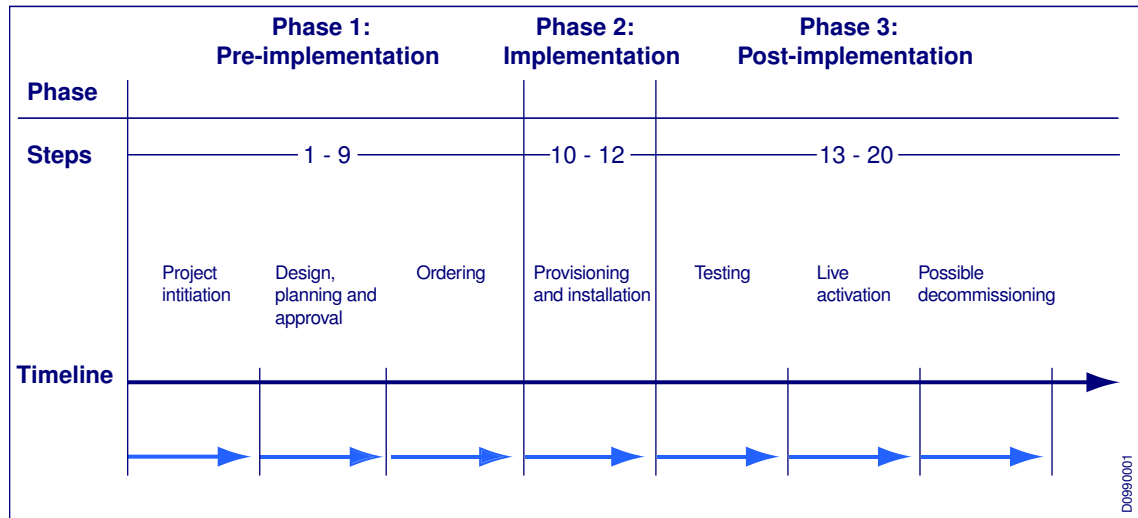 Phase 1:
Pre-implementation
Phase 2:
Implementation
Phase 3:
Post-implementation
Phase
Steps
1 - 9
10 - 12
13 - 20
Project
intitiation
Design,
planning and
approval
Ordering
Provisioning
and installation
Testing
Live
activation
Possible
decommissioning
Timeline
D0990001